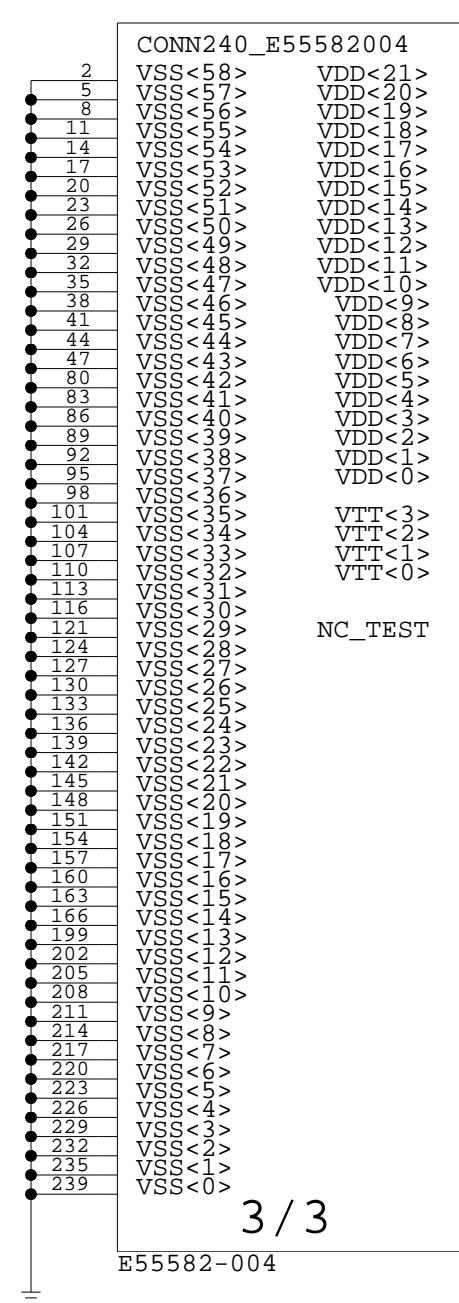 CONN240_E55582004
2 VSS<58> VDD<21>
5 VSS<57> VDD<20>
8 VSS<56> VDD<19>
11 VSS<55> VDD<18>
14 VSS<54> VDD<17>
17 VSS<53> VDD<16>
20 VSS<52> VDD<15>
23 VSS<51> VDD<14>
26 VSS<50> VDD<13>
29 VSS<49> VDD<12>
32 VSS<48> VDD<11>
35 VSS<47> VDD<10>
38 VSS<46> VDD<9>
41 VSS<45> VDD<8>
44 VSS<44> VDD<7>
47 VSS<43> VDD<6>
80 VSS<42> VDD<5>
83 VSS<41> VDD<4>
86 VSS<40> VDD<3>
89 VSS<39> VDD<2>
92 VSS<38> VDD<1>
95 VSS<37> VDD<0>
98 VSS<36>
101 VSS<35> VTT<3>
104 VSS<34> VTT<2>
107 VSS<33> VTT<1>
110 VSS<32> VTT<0>
113 VSS<31>
116 VSS<30>
121 VSS<29> NC_TEST
124 VSS<28>
127 VSS<27>
130 VSS<26>
133 VSS<25>
136 VSS<24>
139 VSS<23>
142 VSS<22>
145 VSS<21>
148 VSS<20>
151 VSS<19>
154 VSS<18>
157 VSS<17>
160 VSS<16>
163 VSS<15>
166 VSS<14>
199 VSS<13>
202 VSS<12>
205 VSS<11>
208 VSS<10>
211 VSS<9>
214 VSS<8>
217 VSS<7>
220 VSS<6>
223 VSS<5>
226 VSS<4>
229 VSS<3>
232 VSS<2>
235 VSS<1>
239 VSS<0>
3/3
E55582-004